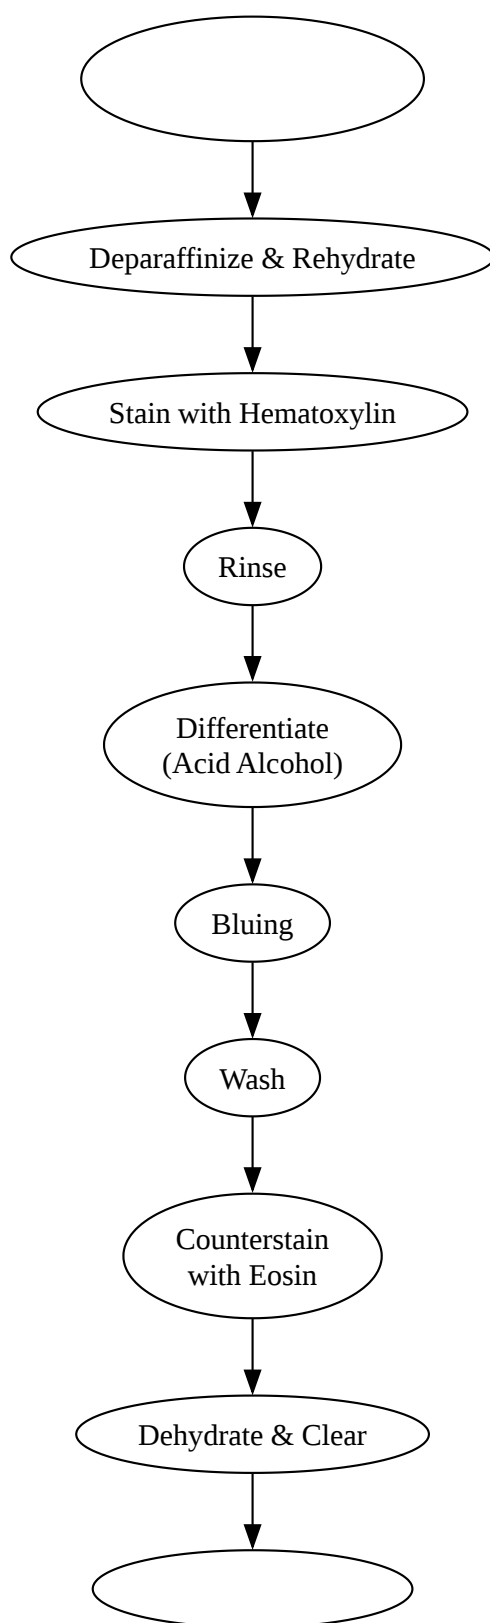 Deparaffinize & Rehydrate
Stain with Hematoxylin
Rinse
Differentiate
(Acid Alcohol)
Bluing
Wash
Counterstain
with Eosin
Dehydrate & Clear